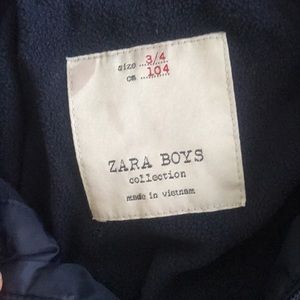 size 3/4
cm 104
ZARA BOYS
collection
made in vietnam